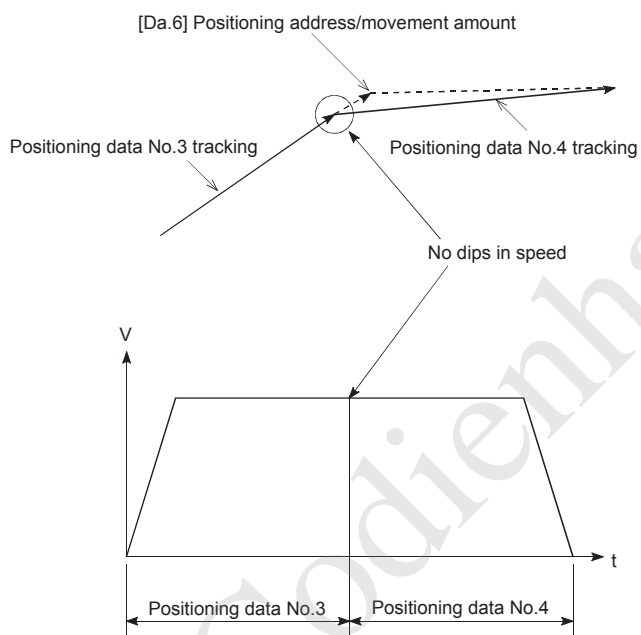 [Da.6] Positioning address/movement amount
Positioning data No.3 tracking
Positioning data No.4 tracking
No dips in speed
V
t
Positioning data No.3
Positioning data No.4
Codienh